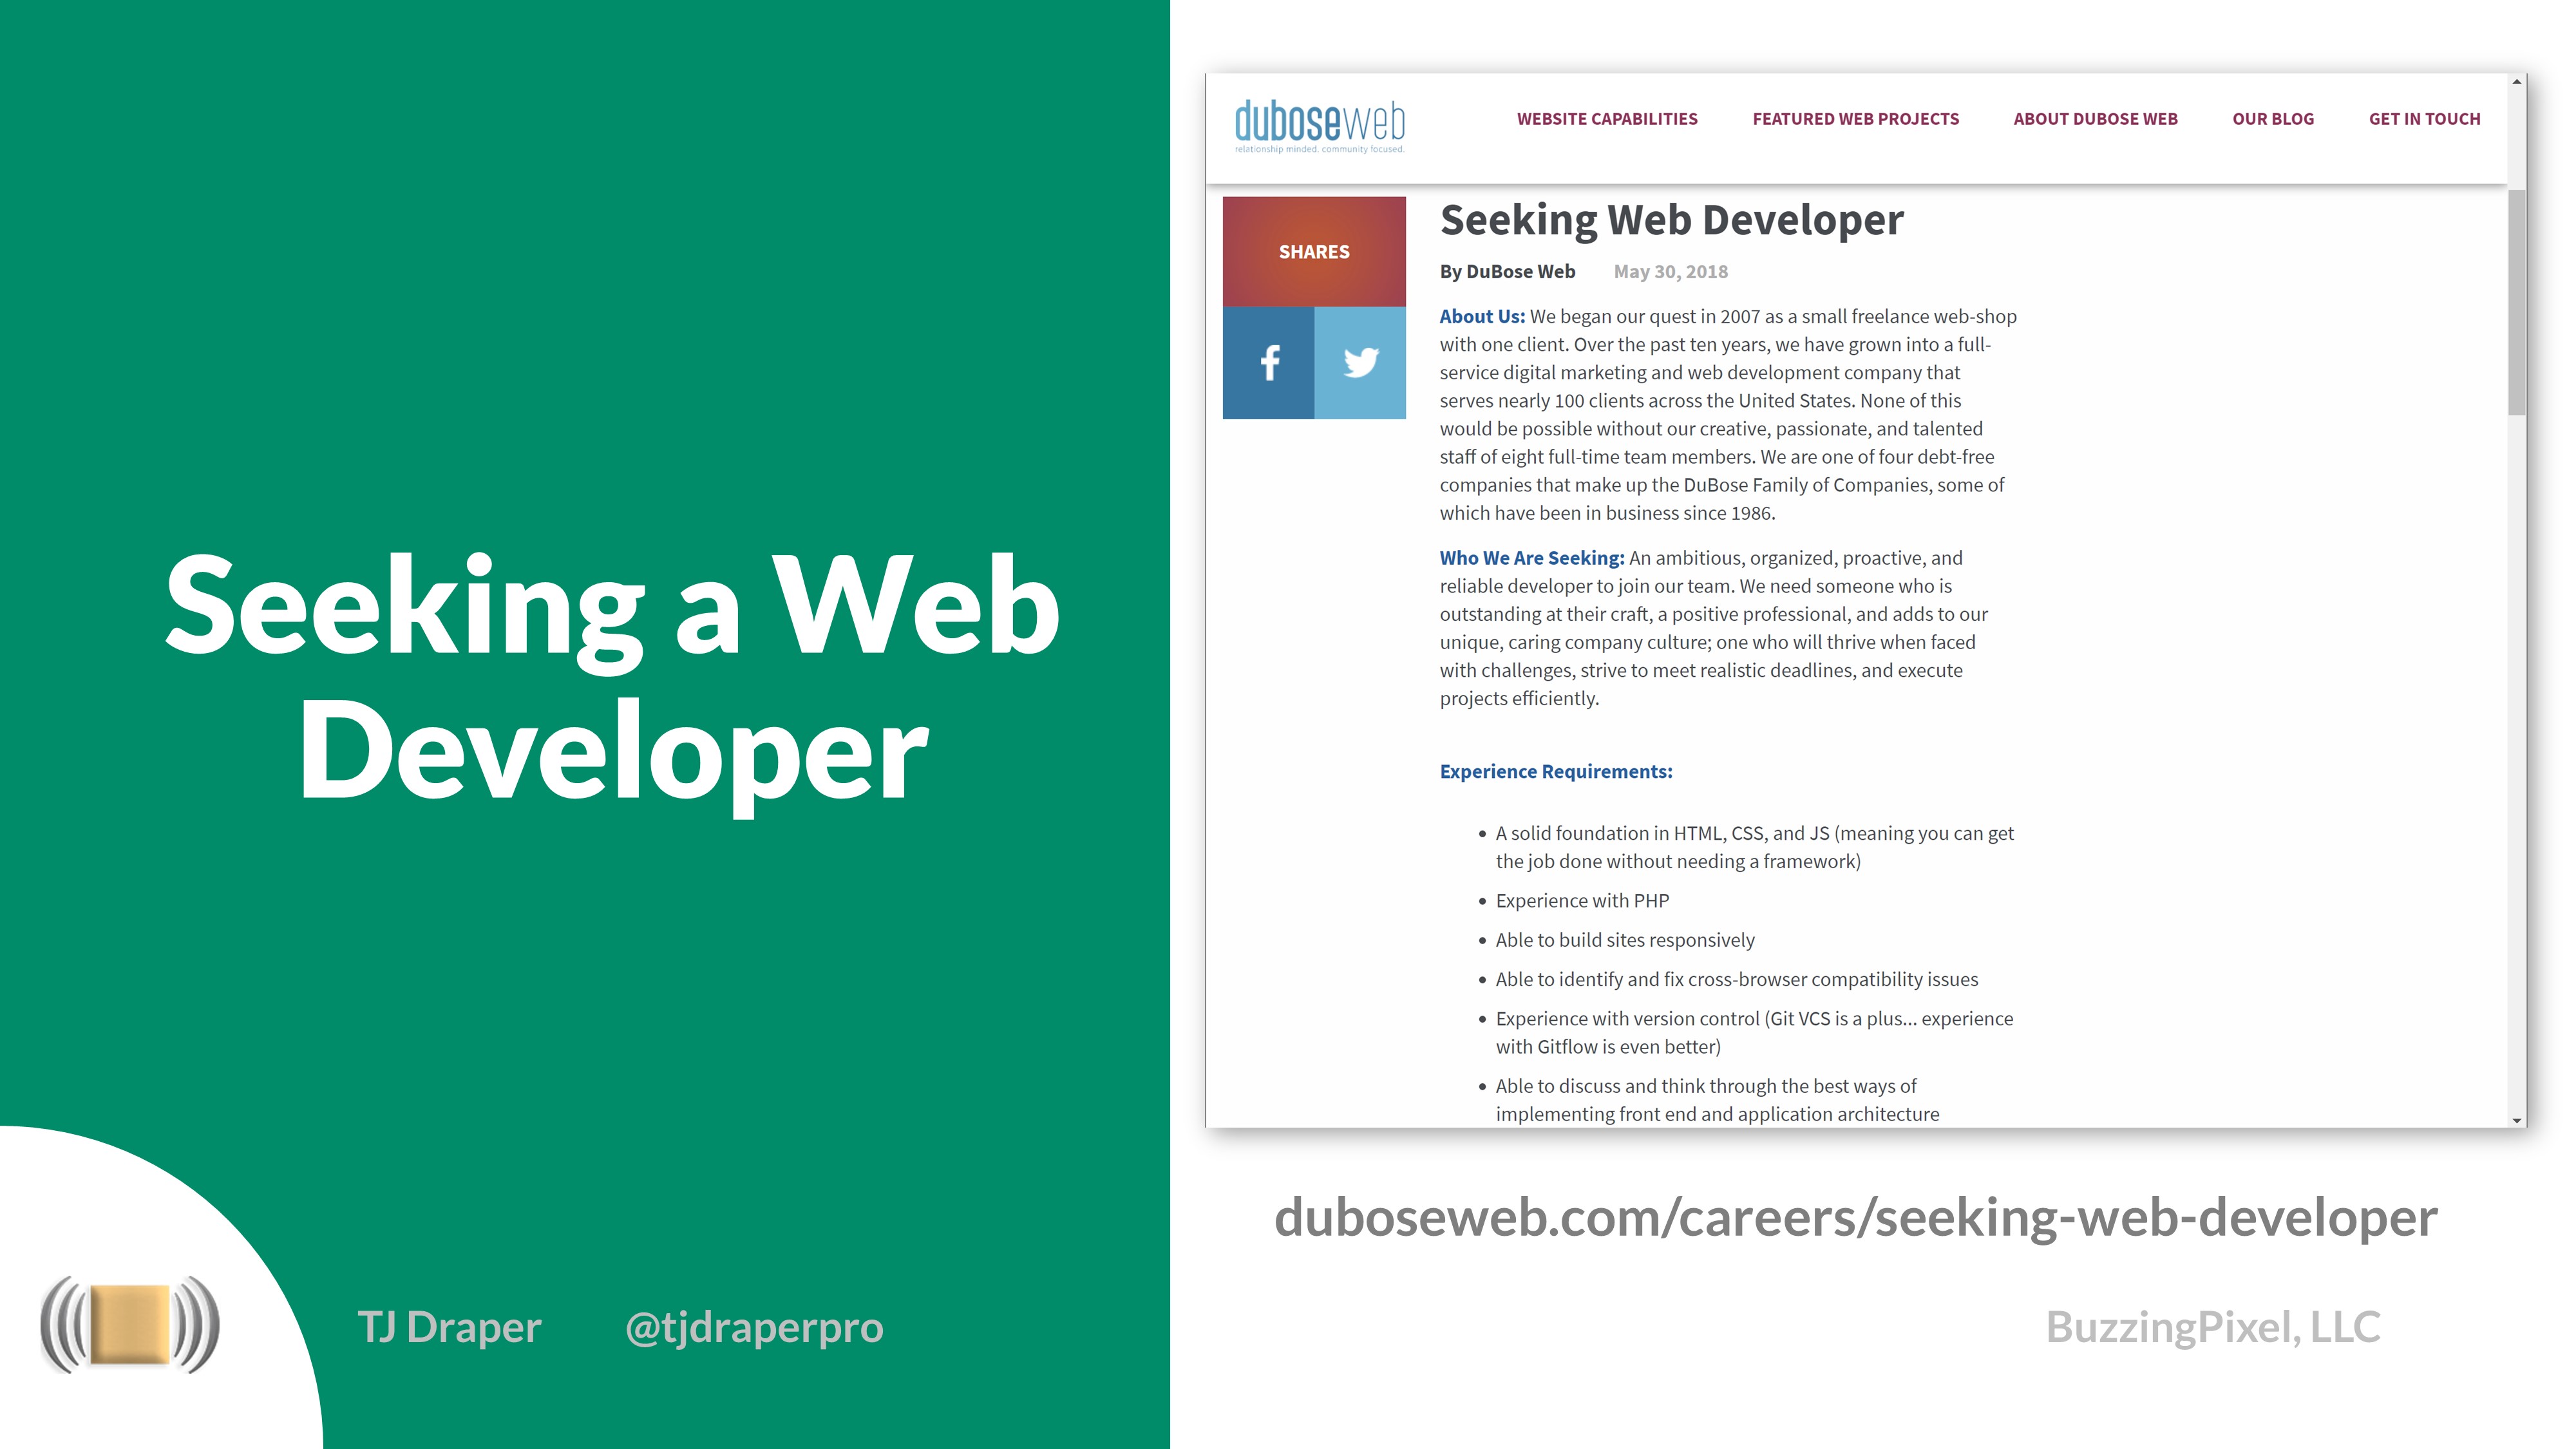 Seeking a Web
Developer
TJ Draper @tjdraperpro
duboseweb
relationship minded. community focused.
WEBSITE CAPABILITIES FEATURED WEB PROJECTS ABOUT DUBOSE WEB OUR BLOG GET IN TOUCH
SHARES
Seeking Web Developer
By DuBose Web May 30, 2018
About Us: We began our quest in 2007 as a small freelance web-shop
with one client. Over the past ten years, we have grown into a full-
service digital marketing and web development company that
serves nearly 100 clients across the United States. None of this
would be possible without our creative, passionate, and talented
staff of eight full-time team members. We are one of four debt-free
companies that make up the DuBose Family of Companies, some of
which have been in business since 1986.
Who We Are Seeking: An ambitious, organized, proactive, and
reliable developer to join our team. We need someone who is
outstanding at their craft, a positive professional, and adds to our
unique, caring company culture; one who will thrive when faced
with challenges, strive to meet realistic deadlines, and execute
projects efficiently.
Experience Requirements:
• A solid foundation in HTML, CSS, and JS (meaning you can get
the job done without needing a framework)
• Experience with PHP
• Able to build sites responsively
• Able to identify and fix cross-browser compatibility issues
• Experience with version control (Git VCS is a plus... experience
with Gitflow is even better)
• Able to discuss and think through the best ways of
implementing front end and application architecture
duboseweb.com/careers/seeking-web-developer
BuzzingPixel, LLC